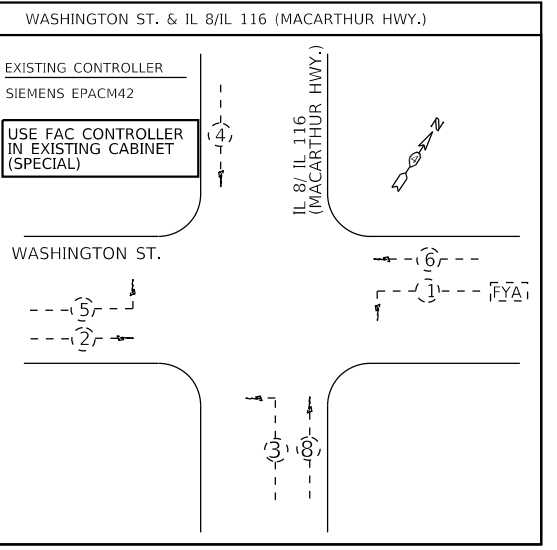 WASHINGTON ST. & IL 8/IL 116 (MACARTHUR HWY.)
EXISTING CONTROLLER
SIEMENS EPACM42
USE FAC CONTROLLER
IN EXISTING CABINET
(SPECIAL)
4
IL 8/ IL 116
(MACARTHUR HWY.)
N
WASHINGTON ST.
6
1
FYA
5
2
3
8